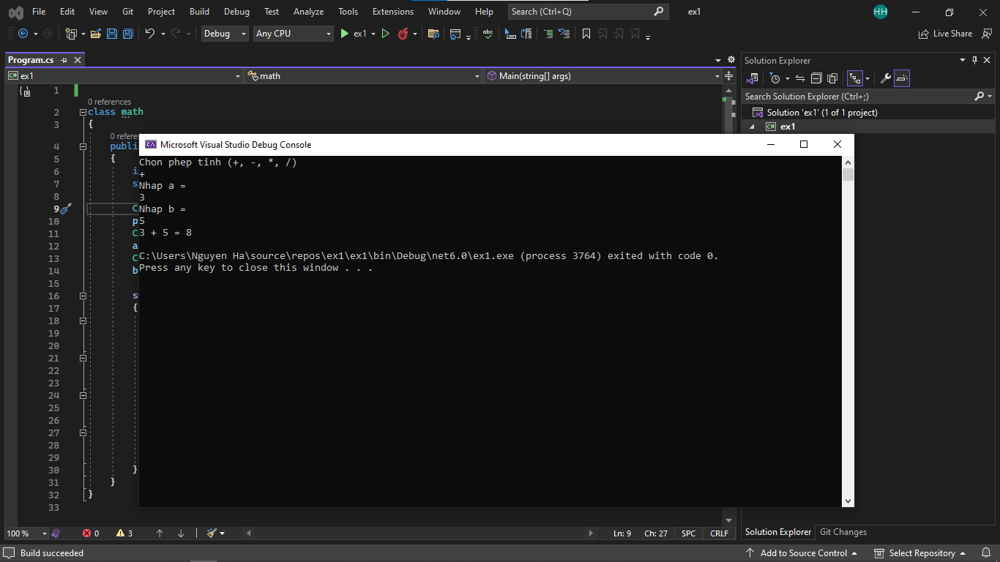 File Edit View Git Project Build Debug Test Analyze Tools Extensions Window Help Search (Ctrl+Q) ex1 HH
Debug Any CPU ex1 abc Live Share
Program.cs
ex1 math Main(string[] args)
1
0 references
2 class math
3 {
0 refere
4 publi
5 {
6 i
7 s
8
9 C
10 p
11 C
12 a
13 C
14 b
15
16 s
17 {
18
19
20
21
22
23
24
25
26
27
28
29
30 }
31 }
32 }
33
Microsoft Visual Studio Debug Console
Chon phep tinh (+, -, *, /)
+
Nhap a =
3
Nhap b =
5
3 + 5 = 8
C:\Users\Nguyen Ha\source\repos\ex1\ex1\bin\Debug\net6.0\ex1.exe (process 3764) exited with code 0.
Press any key to close this window . . .
Solution Explorer
Search Solution Explorer (Ctrl+;)
Solution 'ex1' (1 of 1 project)
C# ex1
100 % 0 3 Ln: 9 Ch: 27 SPC CRLF
Solution Explorer Git Changes
Build succeeded Add to Source Control Select Repository